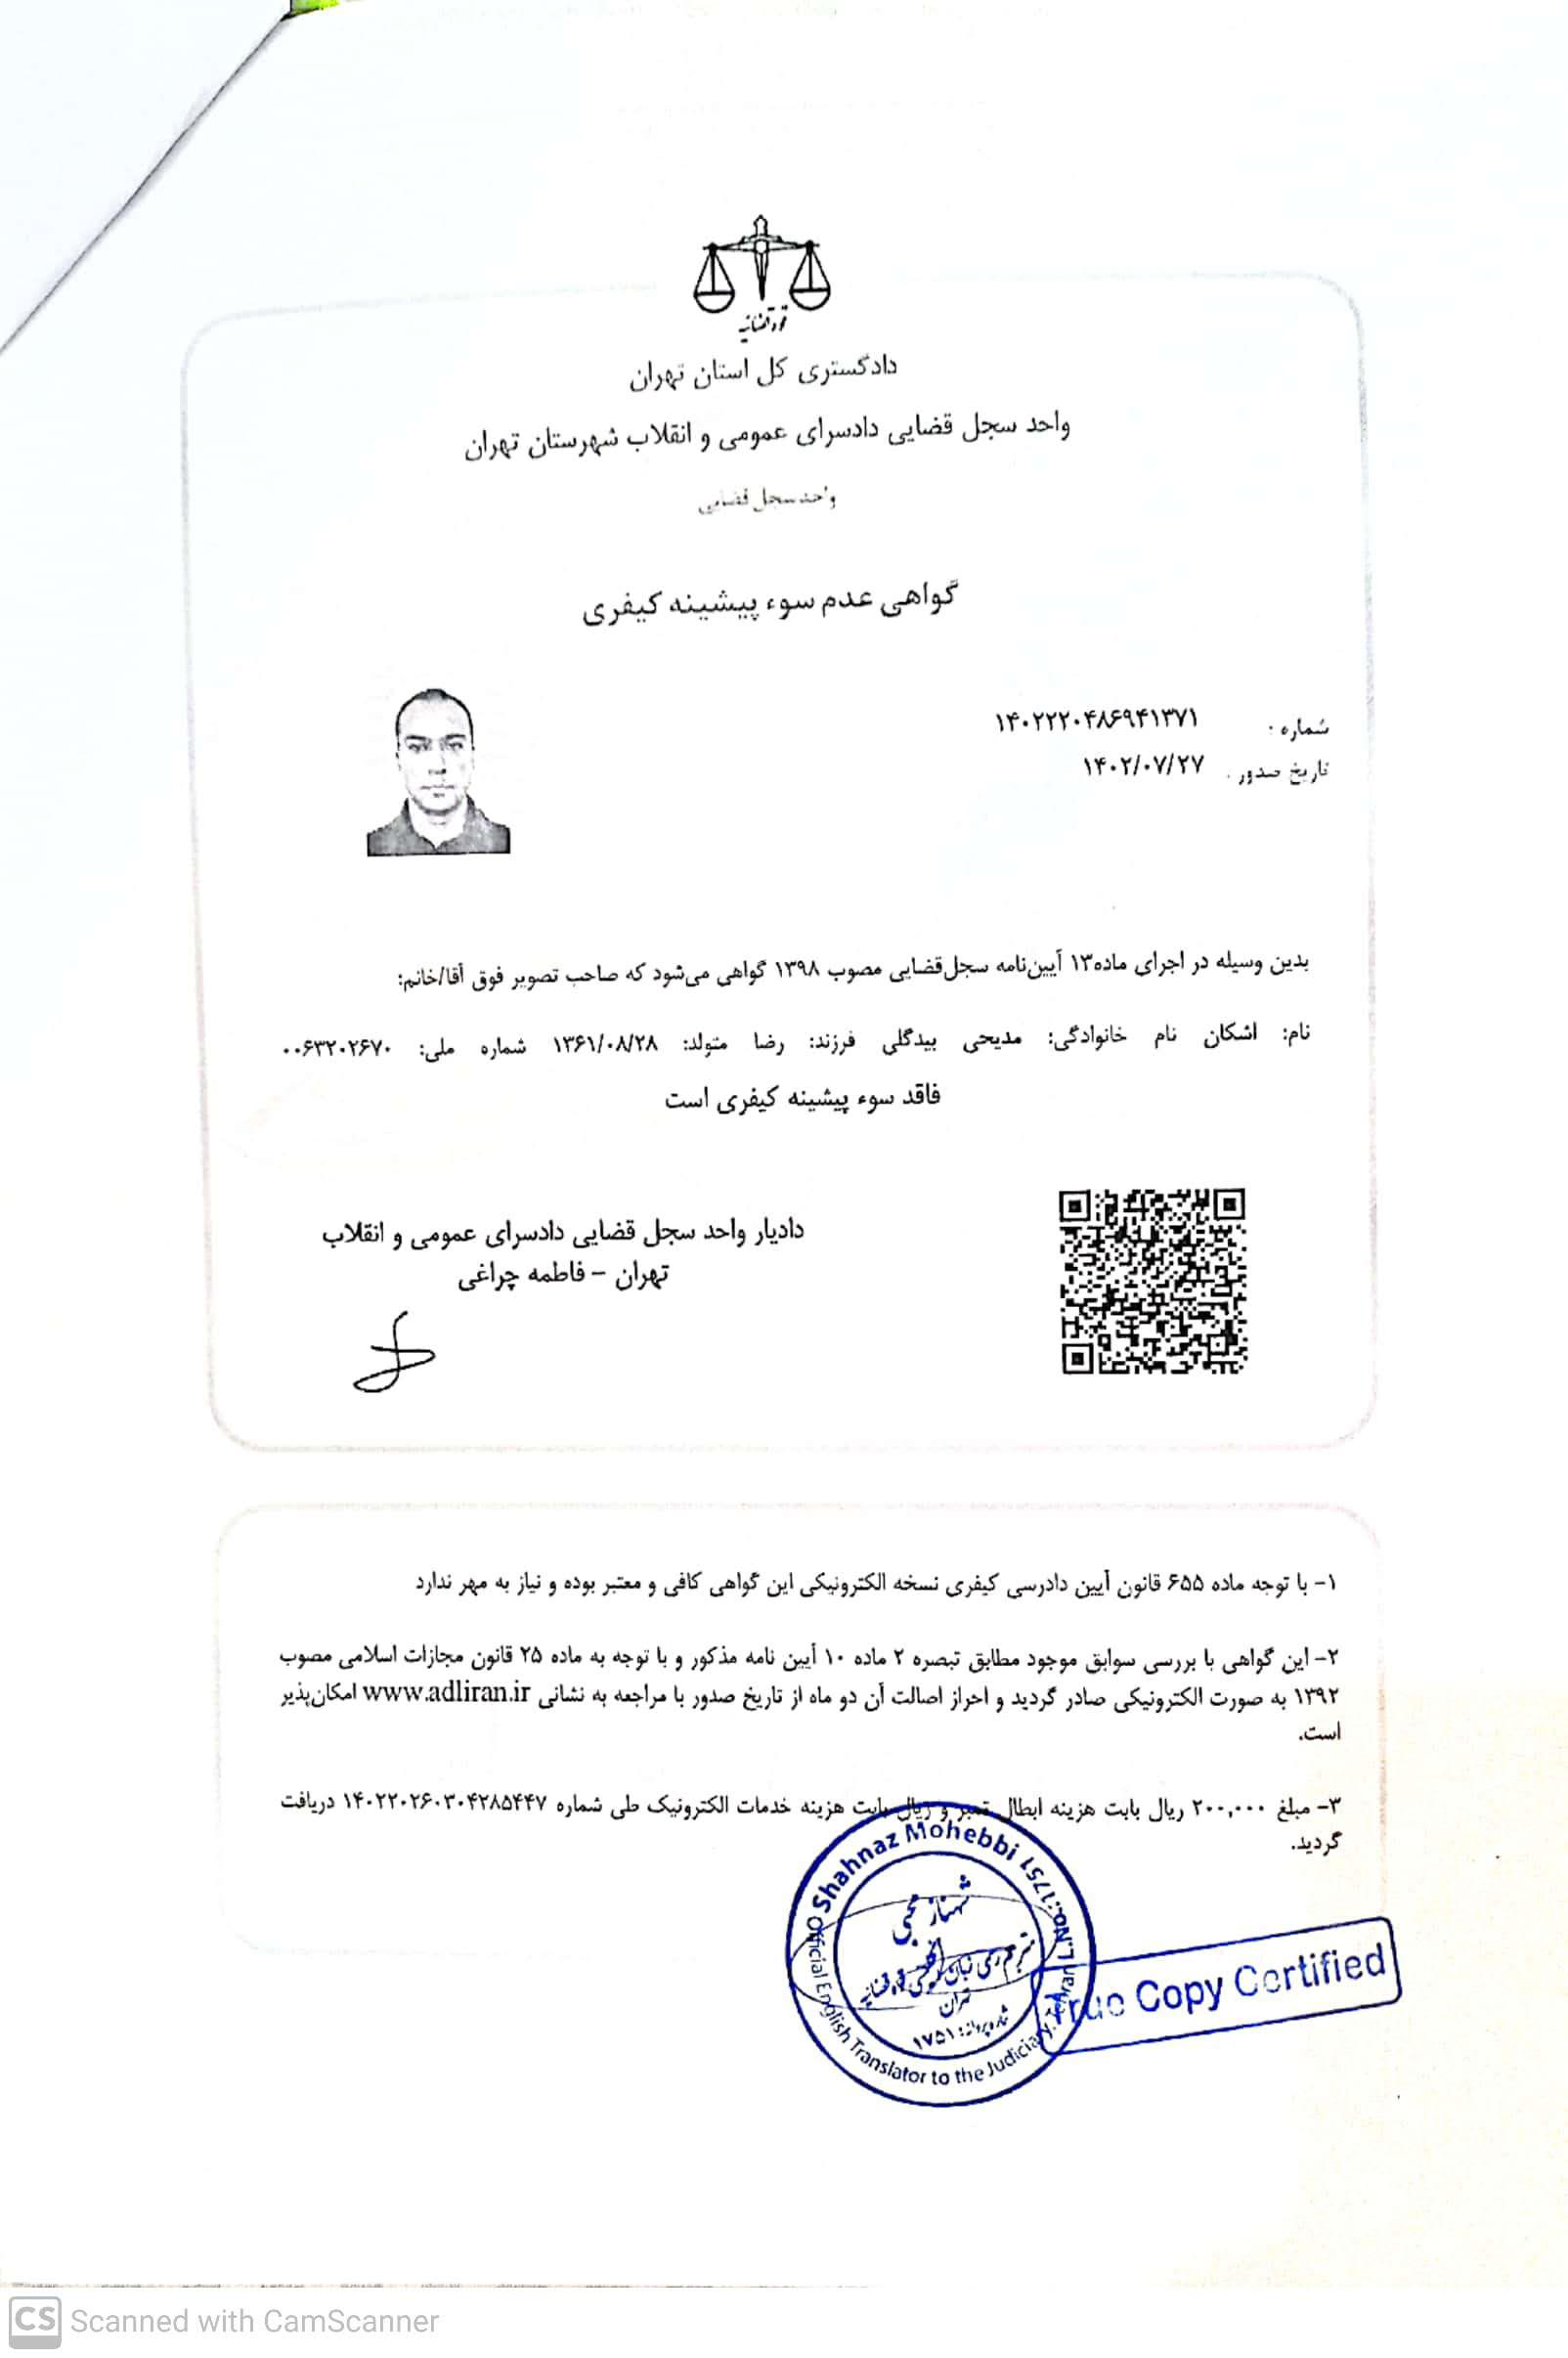 قوه قضائیه
دادگستری کل استان تهران
واحد سجل قضایی دادسرای عمومی و انقلاب شهرستان تهران
واحد سجل قضایی
گواهی عدم سوء پیشینه کیفری
شماره : ۱۴۰۲۲۲۰۴۸۶۹۴۱۳۷۱
تاریخ صدور : ۱۴۰۲/۰۷/۲۷
بدین وسیله در اجرای ماده۱۳ آیین‌نامه سجل‌قضایی مصوب ۱۳۹۸ گواهی می‌شود که صاحب تصویر فوق آقا/خانم:
نام: اشکان نام خانوادگی: مدیحی بیدگلی فرزند: رضا متولد: ۱۳۶۱/۰۸/۲۸ شماره ملی: ۰۰۶۳۲۰۲۶۷۰
فاقد سوء پیشینه کیفری است
دادیار واحد سجل قضایی دادسرای عمومی و انقلاب
تهران – فاطمه چراغی
۱- با توجه ماده ۶۵۵ قانون آیین دادرسی کیفری نسخه الکترونیکی این گواهی کافی و معتبر بوده و نیاز به مهر ندارد
۲- این گواهی با بررسی سوابق موجود مطابق تبصره ۲ ماده ۱۰ آیین نامه مذکور و با توجه به ماده ۲۵ قانون مجازات اسلامی مصوب
۱۳۹۲ به صورت الکترونیکی صادر گردید و احراز اصالت آن دو ماه از تاریخ صدور با مراجعه به نشانی www.adliran.ir امکان‌پذیر
است.
۳- مبلغ ۲۰۰,۰۰۰ ریال بابت هزینه ابطال تمبر و ریال بابت هزینه خدمات الکترونیک طی شماره ۱۴۰۲۲۰۲۶۰۳۰۴۲۸۵۴۴۷ دریافت
گردید.
Shahnaz Mohebbi L.No.:1751
Official English Translator to the Judiciary. Tehran
شهناز محبی
مترجم رسمی زبان انگلیسی قوه قضائیه
تهران
شماره پروانه: ۱۷۵۱
True Copy Certified
CS Scanned with CamScanner